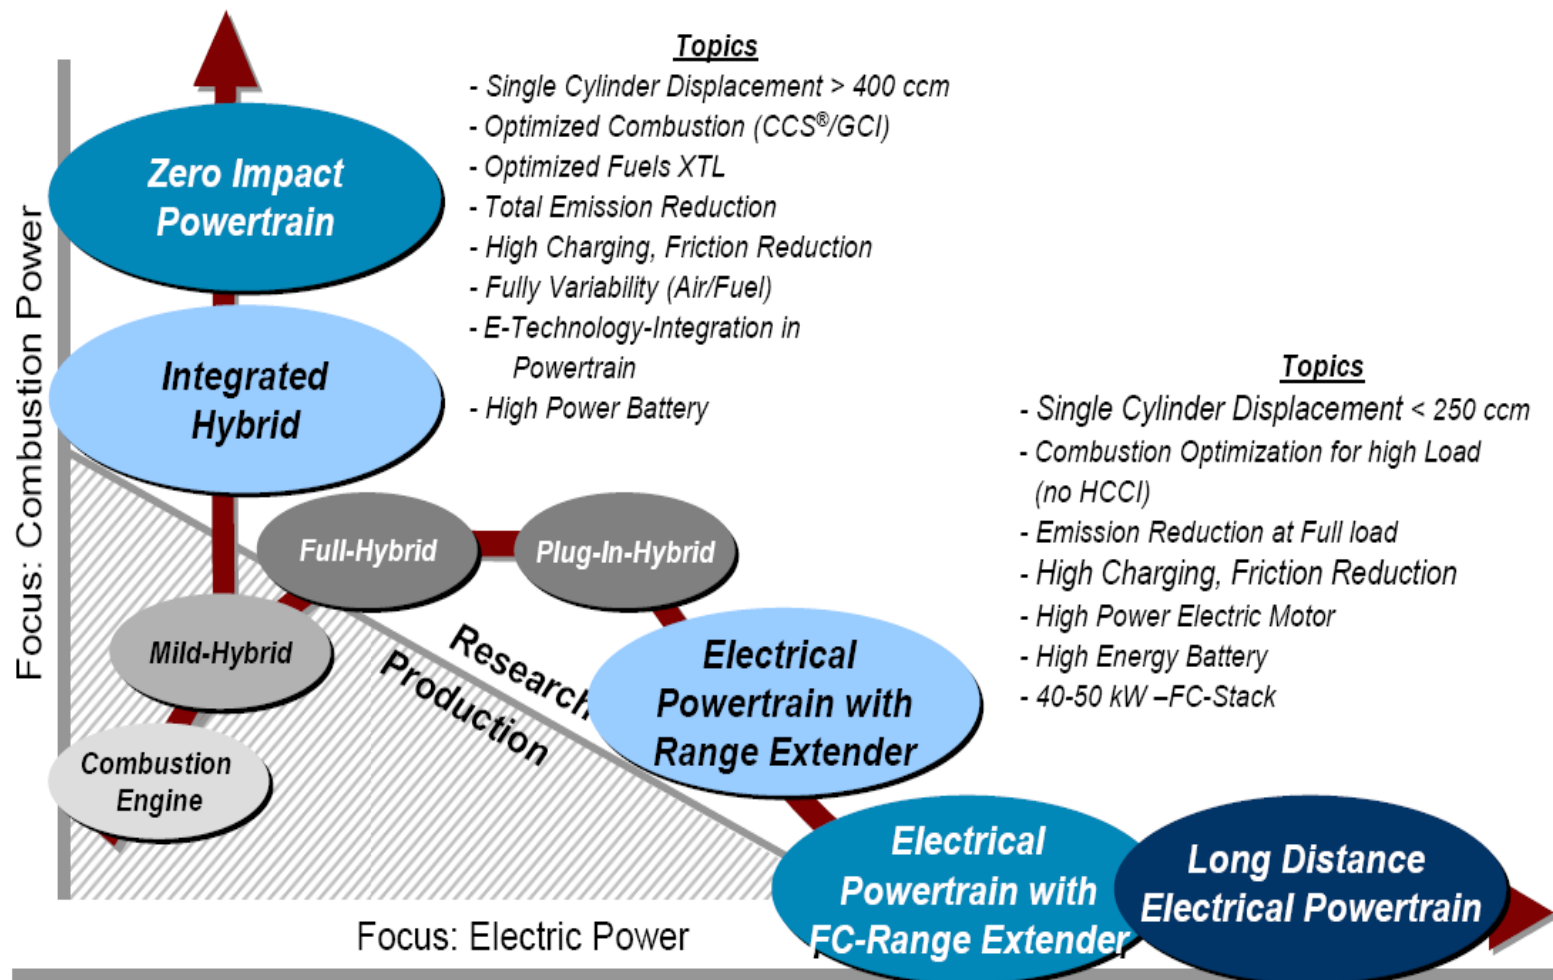 Topics
- Single Cylinder Displacement > 400 ccm
- Optimized Combustion (CCS®/GCI)
- Optimized Fuels XTL
- Total Emission Reduction
- High Charging, Friction Reduction
- Fully Variability (Air/Fuel)
- E-Technology-Integration in
Powertrain
- High Power Battery
Zero Impact
Powertrain
Integrated
Hybrid
Focus: Combustion Power
Topics
- Single Cylinder Displacement < 250 ccm
- Combustion Optimization for high Load
(no HCCI)
- Emission Reduction at Full load
- High Charging, Friction Reduction
- High Power Electric Motor
- High Energy Battery
- 40-50 kW –FC-Stack
Full-Hybrid
Plug-In-Hybrid
Mild-Hybrid
Combustion
Engine
Research
Production
Electrical
Powertrain with
Range Extender
Electrical
Powertrain with
FC-Range Extender
Long Distance
Electrical Powertrain
Focus: Electric Power